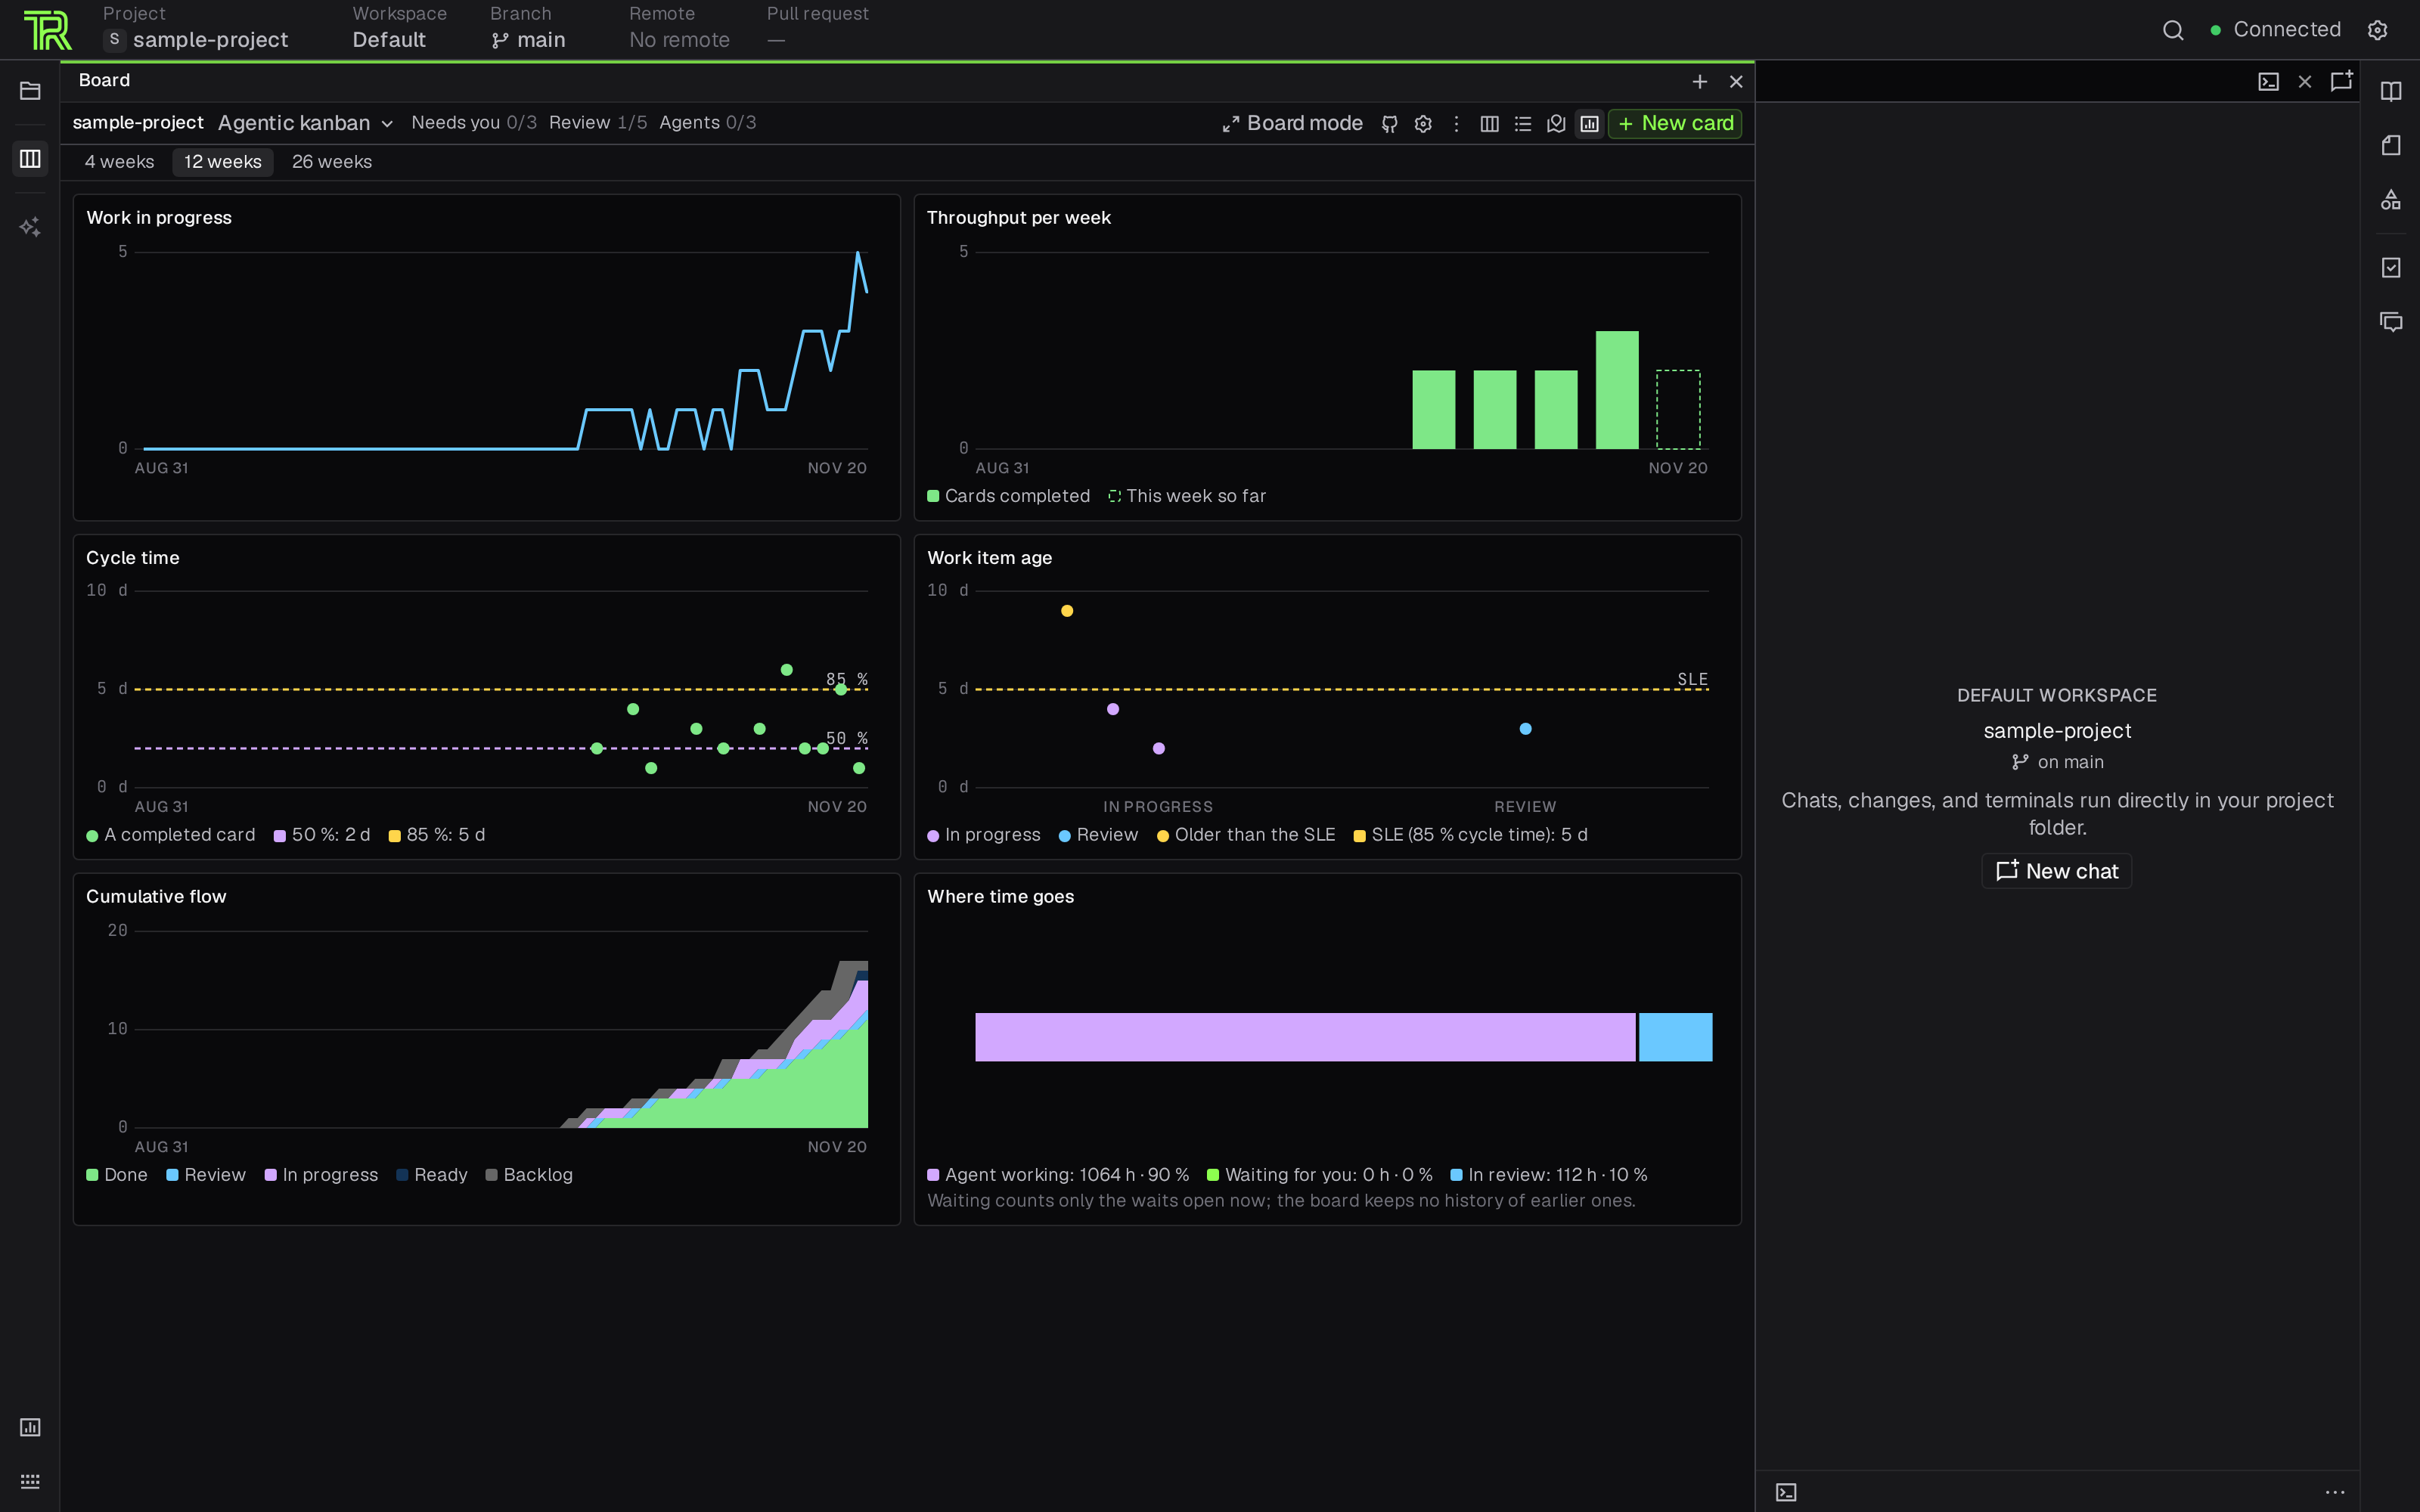 Project
Workspace
Branch
Remote
Pull request
S sample-project
Default
main
No remote
—
Connected
Board
sample-project Agentic kanban Needs you 0/3 Review 1/5 Agents 0/3
Board mode
+ New card
4 weeks 12 weeks 26 weeks
Work in progress
5
0
AUG 31 NOV 20
Throughput per week
5
0
AUG 31 NOV 20
Cards completed This week so far
Cycle time
10 d
85 %
5 d
50 %
0 d
AUG 31 NOV 20
A completed card 50 %: 2 d 85 %: 5 d
Work item age
10 d
SLE
5 d
0 d
IN PROGRESS REVIEW
In progress Review Older than the SLE SLE (85 % cycle time): 5 d
Cumulative flow
20
10
0
AUG 31 NOV 20
Done Review In progress Ready Backlog
Where time goes
Agent working: 1064 h · 90 % Waiting for you: 0 h · 0 % In review: 112 h · 10 %
Waiting counts only the waits open now; the board keeps no history of earlier ones.
DEFAULT WORKSPACE
sample-project
on main
Chats, changes, and terminals run directly in your project
folder.
New chat